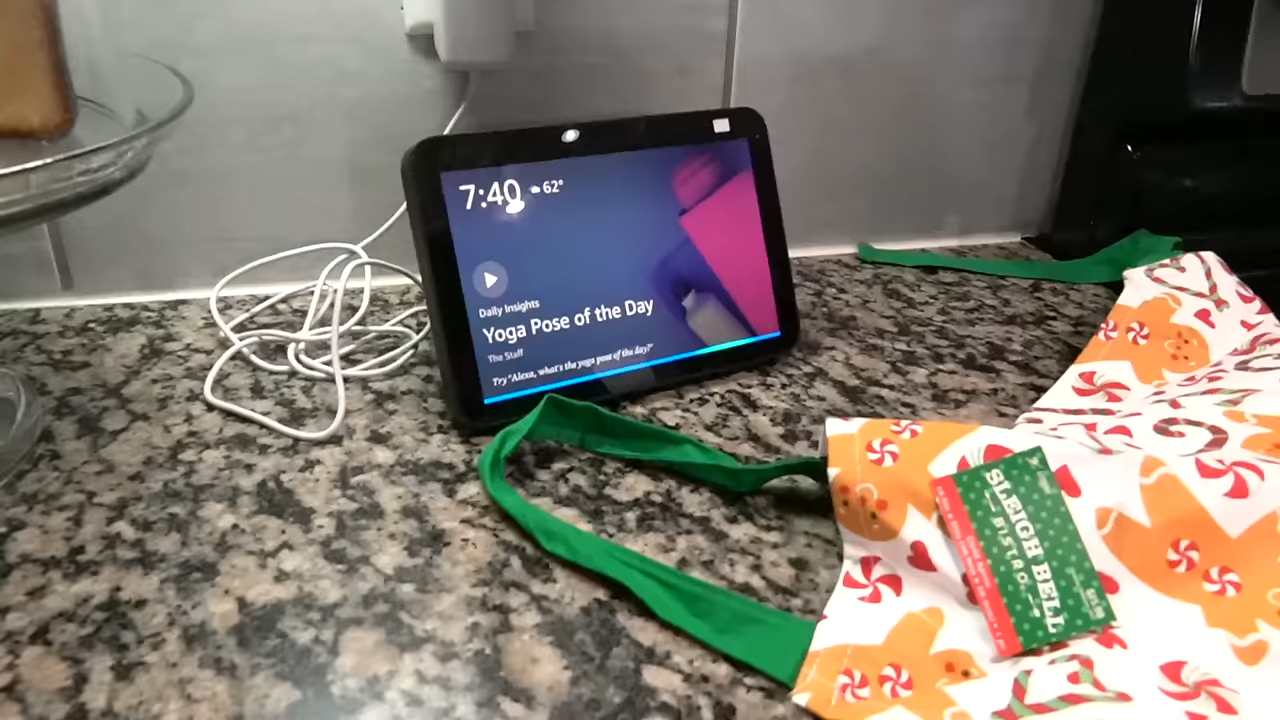 7:40 62°
Daily Insights
Yoga Pose of the Day
The Staff
Try "Alexa, what's the yoga pose of the day?"
SLEIGH BELL
BISTRO